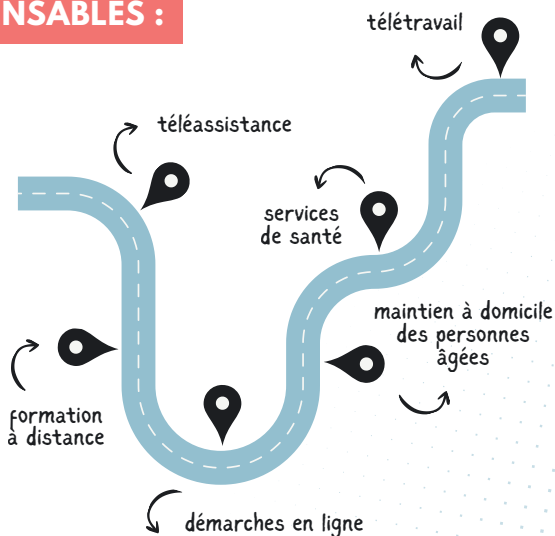 NSABLES :
télétravail
téléassistance
services
de santé
maintien à domicile
des personnes
âgées
formation
à distance
démarches en ligne